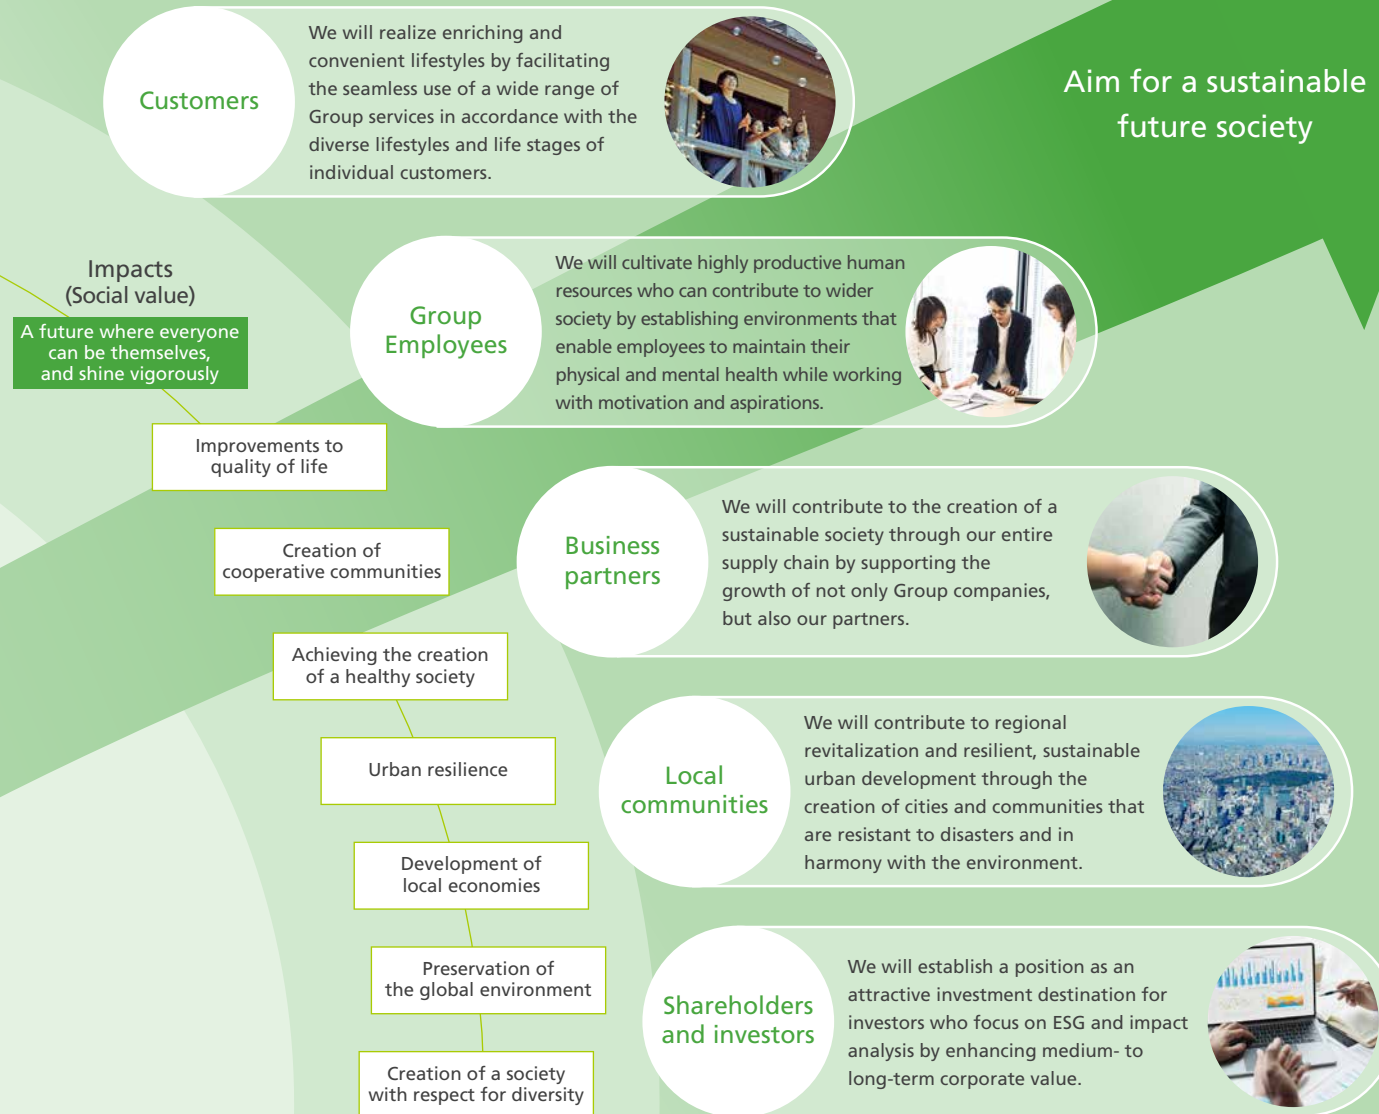 Customers
We will realize enriching and
convenient lifestyles by facilitating
the seamless use of a wide range of
Group services in accordance with the
diverse lifestyles and life stages of
individual customers.
Aim for a sustainable
future society
Impacts
(Social value)
A future where everyone
can be themselves,
and shine vigorously
Improvements to
quality of life
Creation of
cooperative communities
Achieving the creation
of a healthy society
Urban resilience
Development of
local economies
Preservation of
the global environment
Creation of a society
with respect for diversity
Group
Employees
We will cultivate highly productive human
resources who can contribute to wider
society by establishing environments that
enable employees to maintain their
physical and mental health while working
with motivation and aspirations.
Business
partners
We will contribute to the creation of a
sustainable society through our entire
supply chain by supporting the
growth of not only Group companies,
but also our partners.
Local
communities
We will contribute to regional
revitalization and resilient, sustainable
urban development through the
creation of cities and communities that
are resistant to disasters and in
harmony with the environment.
Shareholders
and investors
We will establish a position as an
attractive investment destination for
investors who focus on ESG and impact
analysis by enhancing medium- to
long-term corporate value.